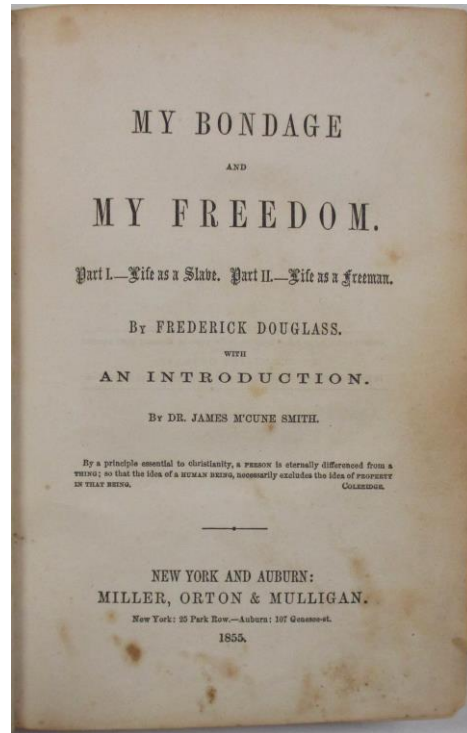 MY BONDAGE
AND
MY FREEDOM.
Part I.—Life as a Slave. Part II.—Life as a Freeman.
By FREDERICK DOUGLASS.
WITH
AN INTRODUCTION.
By DR. JAMES M'CUNE SMITH.
By a principle essential to christianity, a PERSON is eternally differenced from a
THING; so that the idea of a HUMAN BEING, necessarily excludes the idea of PROPERTY
IN THAT BEING. COLERIDGE.
NEW YORK AND AUBURN:
MILLER, ORTON & MULLIGAN.
New York: 25 Park Row.—Auburn: 107 Genesee-st.
1855.